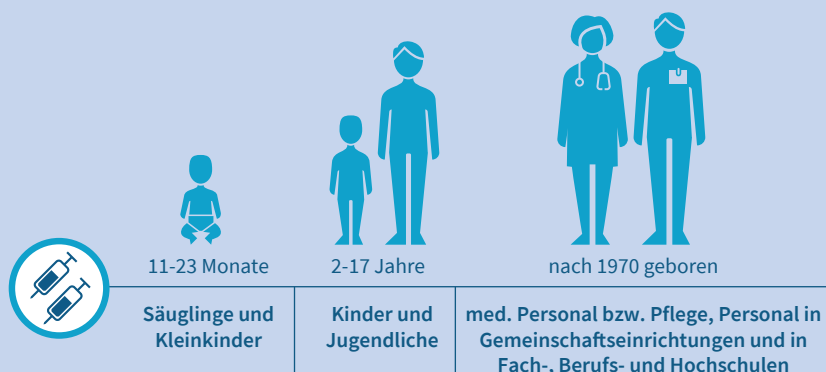 11-23 Monate
2-17 Jahre
nach 1970 geboren
Säuglinge und
Kleinkinder
Kinder und
Jugendliche
med. Personal bzw. Pflege, Personal in
Gemeinschaftseinrichtungen und in
Fach-, Berufs- und Hochschulen